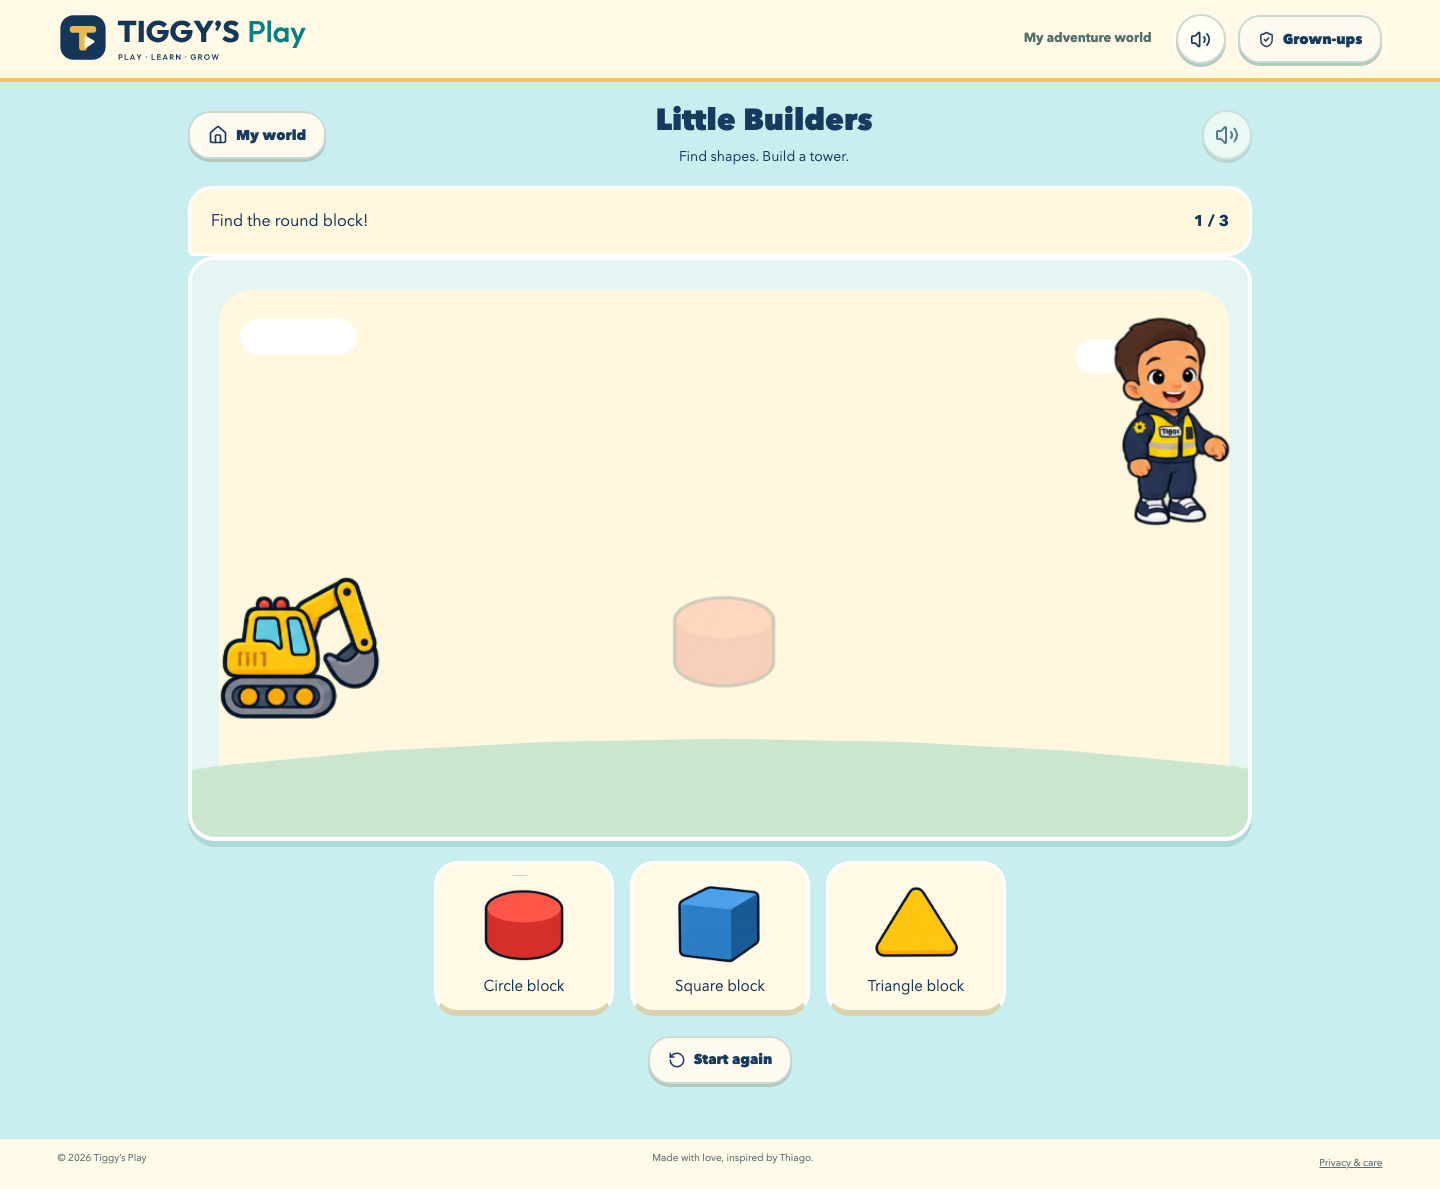 TIGGY'S Play
PLAY · LEARN · GROW
My adventure world
Grown-ups
My world
Little Builders
Find shapes. Build a tower.
Find the round block!
1 / 3
Tiggy
Circle block
Square block
Triangle block
Start again
© 2026 Tiggy's Play
Made with love, inspired by Thiago.
Privacy & care